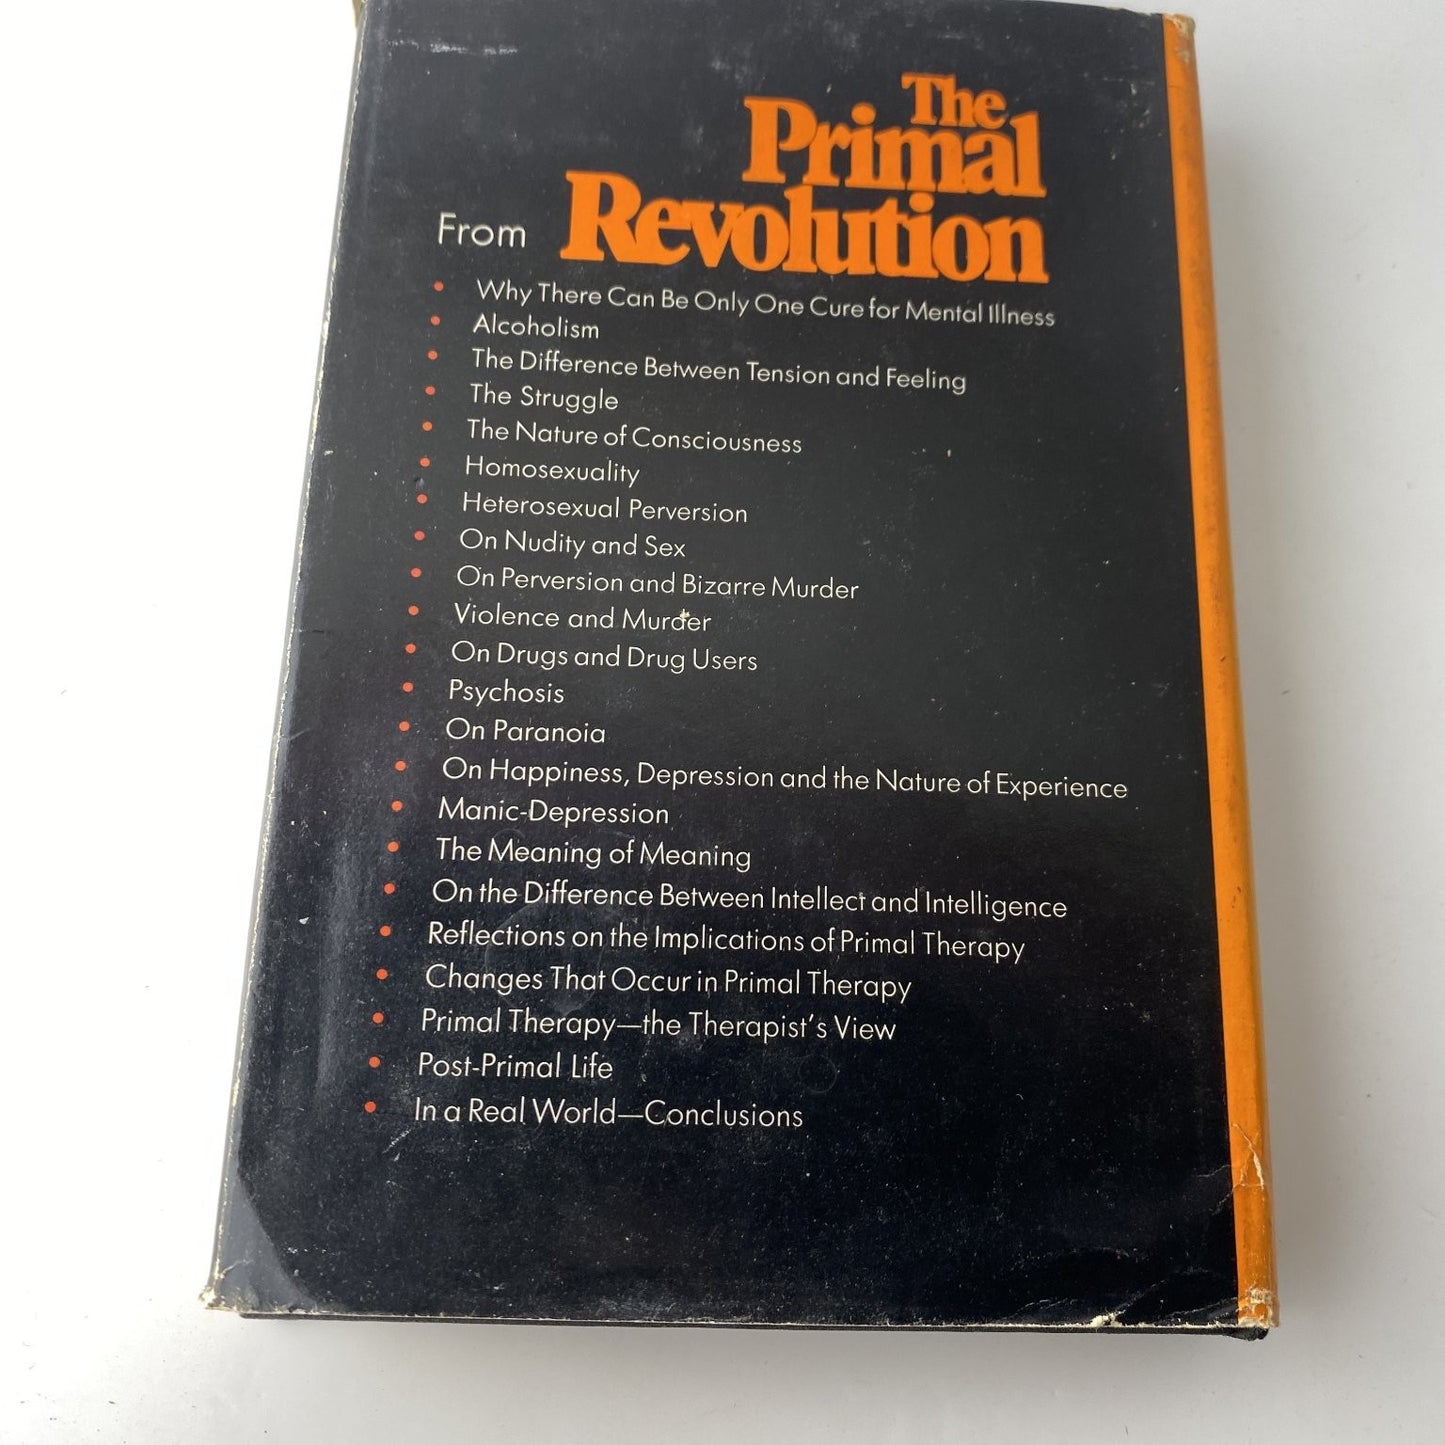 The
Primal
From Revolution
• Why There Can Be Only One Cure for Mental Illness
• Alcoholism
• The Difference Between Tension and Feeling
• The Struggle
• The Nature of Consciousness
• Homosexuality
• Heterosexual Perversion
• On Nudity and Sex
• On Perversion and Bizarre Murder
• Violence and Murder
• On Drugs and Drug Users
• Psychosis
• On Paranoia
• On Happiness, Depression and the Nature of Experience
• Manic-Depression
• The Meaning of Meaning
• On the Difference Between Intellect and Intelligence
• Reflections on the Implications of Primal Therapy
• Changes That Occur in Primal Therapy
• Primal Therapy—the Therapist's View
• Post-Primal Life
• In a Real World—Conclusions